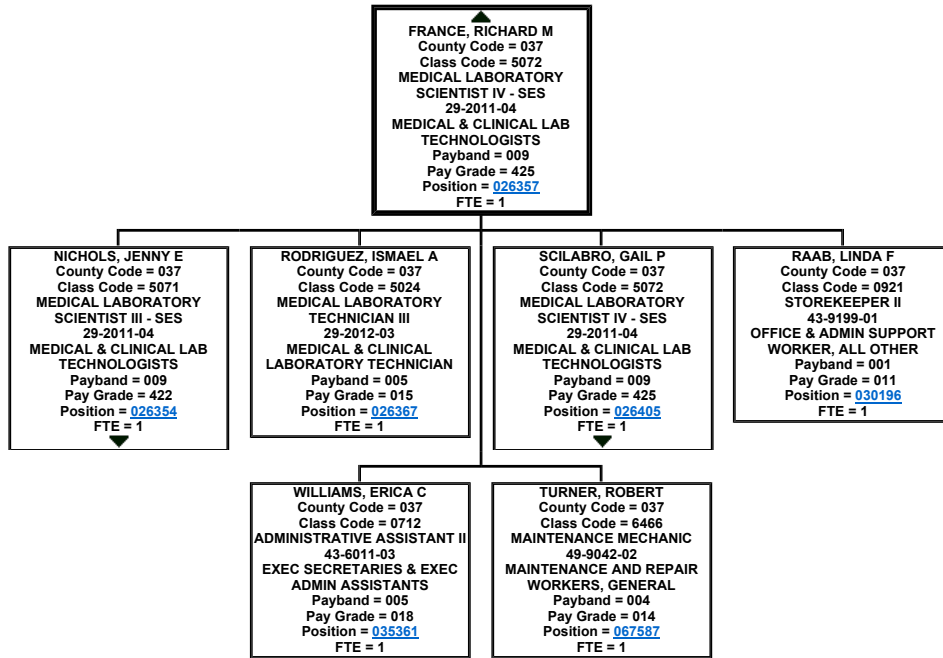 FRANCE, RICHARD M
County Code = 037
Class Code = 5072
MEDICAL LABORATORY
SCIENTIST IV - SES
29-2011-04
MEDICAL & CLINICAL LAB
TECHNOLOGISTS
Payband = 009
Pay Grade = 425
Position = 026357
FTE = 1
NICHOLS, JENNY E
County Code = 037
Class Code = 5071
MEDICAL LABORATORY
SCIENTIST III - SES
29-2011-04
MEDICAL & CLINICAL LAB
TECHNOLOGISTS
Payband = 009
Pay Grade = 422
Position = 026354
FTE = 1
RODRIGUEZ, ISMAEL A
County Code = 037
Class Code = 5024
MEDICAL LABORATORY
TECHNICIAN III
29-2012-03
MEDICAL & CLINICAL
LABORATORY TECHNICIAN
Payband = 005
Pay Grade = 015
Position = 026367
FTE = 1
SCILABRO, GAIL P
County Code = 037
Class Code = 5072
MEDICAL LABORATORY
SCIENTIST IV - SES
29-2011-04
MEDICAL & CLINICAL LAB
TECHNOLOGISTS
Payband = 009
Pay Grade = 425
Position = 026405
FTE = 1
RAAB, LINDA F
County Code = 037
Class Code = 0921
STOREKEEPER II
43-9199-01
OFFICE & ADMIN SUPPORT
WORKER, ALL OTHER
Payband = 001
Pay Grade = 011
Position = 030196
FTE = 1
WILLIAMS, ERICA C
County Code = 037
Class Code = 0712
ADMINISTRATIVE ASSISTANT II
43-6011-03
EXEC SECRETARIES & EXEC
ADMIN ASSISTANTS
Payband = 005
Pay Grade = 018
Position = 035361
FTE = 1
TURNER, ROBERT
County Code = 037
Class Code = 6466
MAINTENANCE MECHANIC
49-9042-02
MAINTENANCE AND REPAIR
WORKERS, GENERAL
Payband = 004
Pay Grade = 014
Position = 067587
FTE = 1